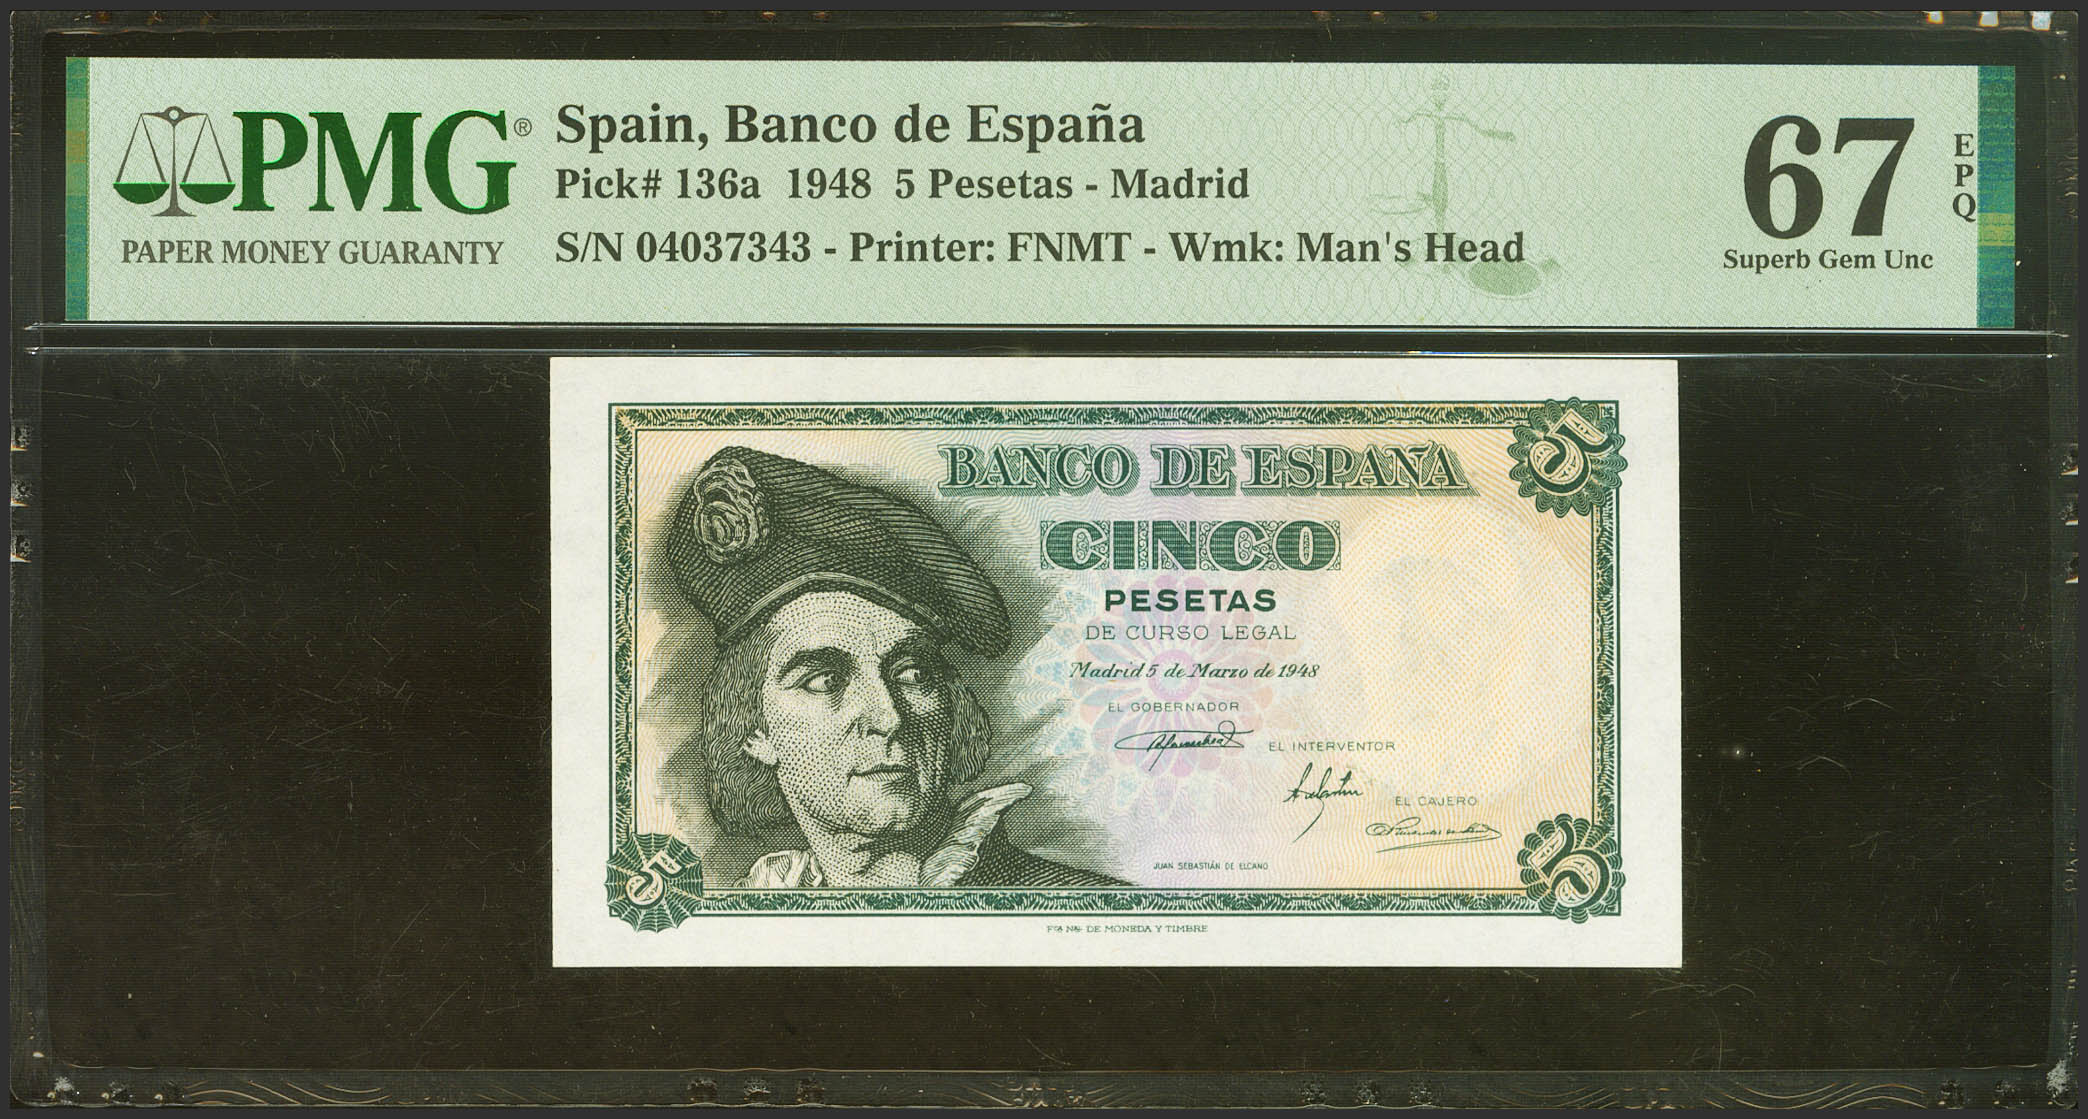 PMG®
PAPER MONEY GUARANTY
Spain, Banco de España
Pick# 136a 1948 5 Pesetas - Madrid
S/N 04037343 - Printer: FNMT - Wmk: Man's Head
67
EPQ
Superb Gem Unc
5
BANCO DE ESPAÑA
CINCO
PESETAS
DE CURSO LEGAL
Madrid 5 de Marzo de 1948
EL GOBERNADOR
EL INTERVENTOR
EL CAJERO
JUAN SEBASTIÁN DE ELCANO
5
5
DE MONEDA Y TIMBRE